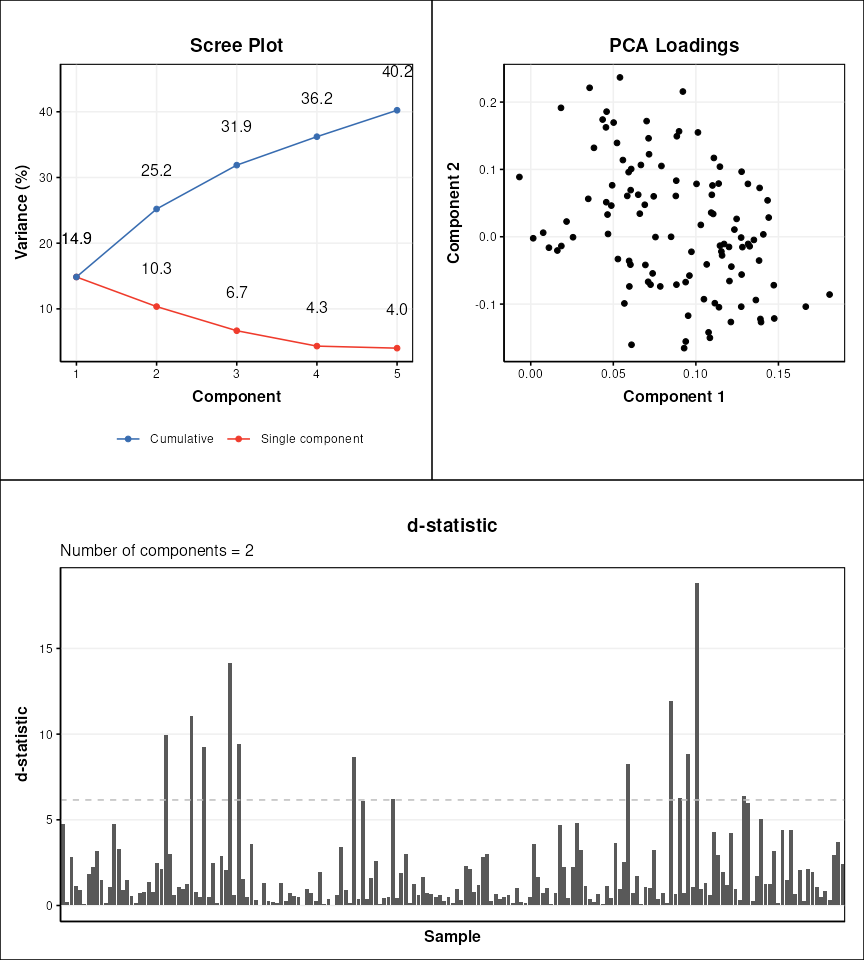 Scree Plot
40.2
36.2
31.9
25.2
14.9
10.3
6.7
4.3
4.0
Variance (%)
40
30
20
10
1 2 3 4 5
Component
Cumulative Single component
PCA Loadings
Component 2
0.2
0.1
0.0
-0.1
0.00 0.05 0.10 0.15
Component 1
d-statistic
Number of components = 2
d-statistic
15
10
5
0
Sample